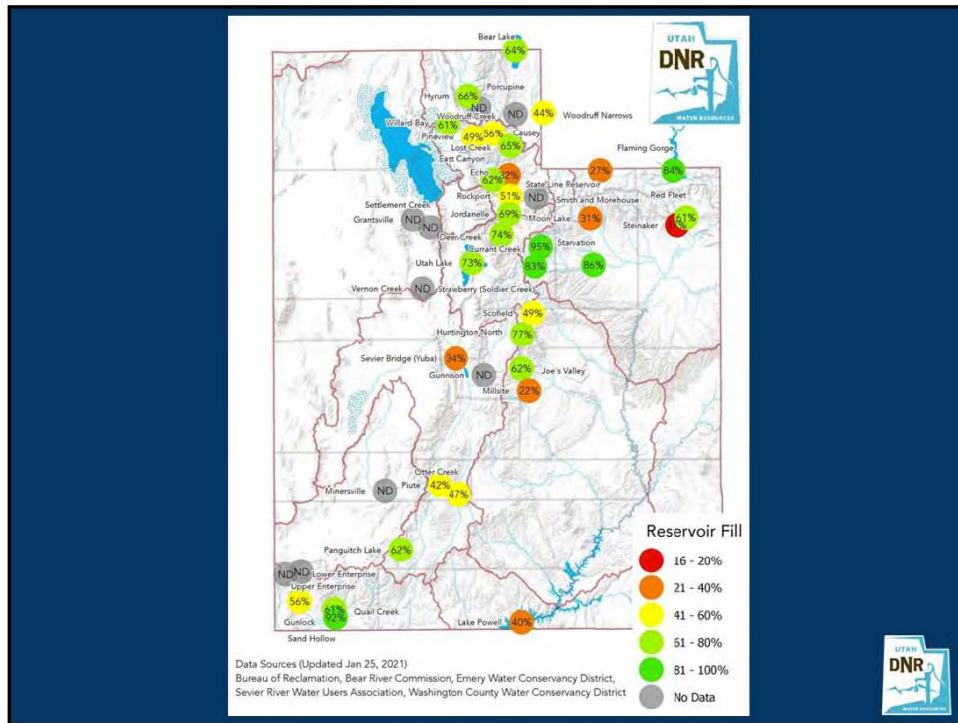 Bear Lake
64%
UTAH
DNR
WATER RESOURCES
Porcupine
Hyrum
66%
ND
ND
44%
Woodruff Narrows
Woodruff Creek
Willard Bay
61%
Pineview
49%
56%
Causey
Lost Creek
65%
East Canyon
Flaming Gorge
Echo
32%
62%
27%
84%
State Line Reservoir
Red Fleet
Rockport
51%
ND
Smith and Morehouse
Settlement Creek
Grantsville
ND
ND
Jordanelle
69%
Moon Lake
31%
Steinaker
61%
Deer Creek
74%
Currant Creek
95%
Starvation
Utah Lake
73%
83%
86%
Vernon Creek
ND
Strawberry (Soldier Creek)
Scofield
49%
Huntington North
77%
Sevier Bridge (Yuba)
34%
62%
Joe's Valley
Gunnison
ND
Millsite
22%
Otter Creek
Minersville
ND
Piute
42%
47%
Panguitch Lake
62%
ND
ND
Lower Enterprise
Upper Enterprise
56%
61%
Quail Creek
92%
Gunlock
Sand Hollow
Lake Powell
40%
Reservoir Fill
16 - 20%
21 - 40%
41 - 60%
61 - 80%
81 - 100%
No Data
Data Sources (Updated Jan 25, 2021)
Bureau of Reclamation, Bear River Commission, Emery Water Conservancy District,
Sevier River Water Users Association, Washington County Water Conservancy District
UTAH
DNR
WATER RESOURCES